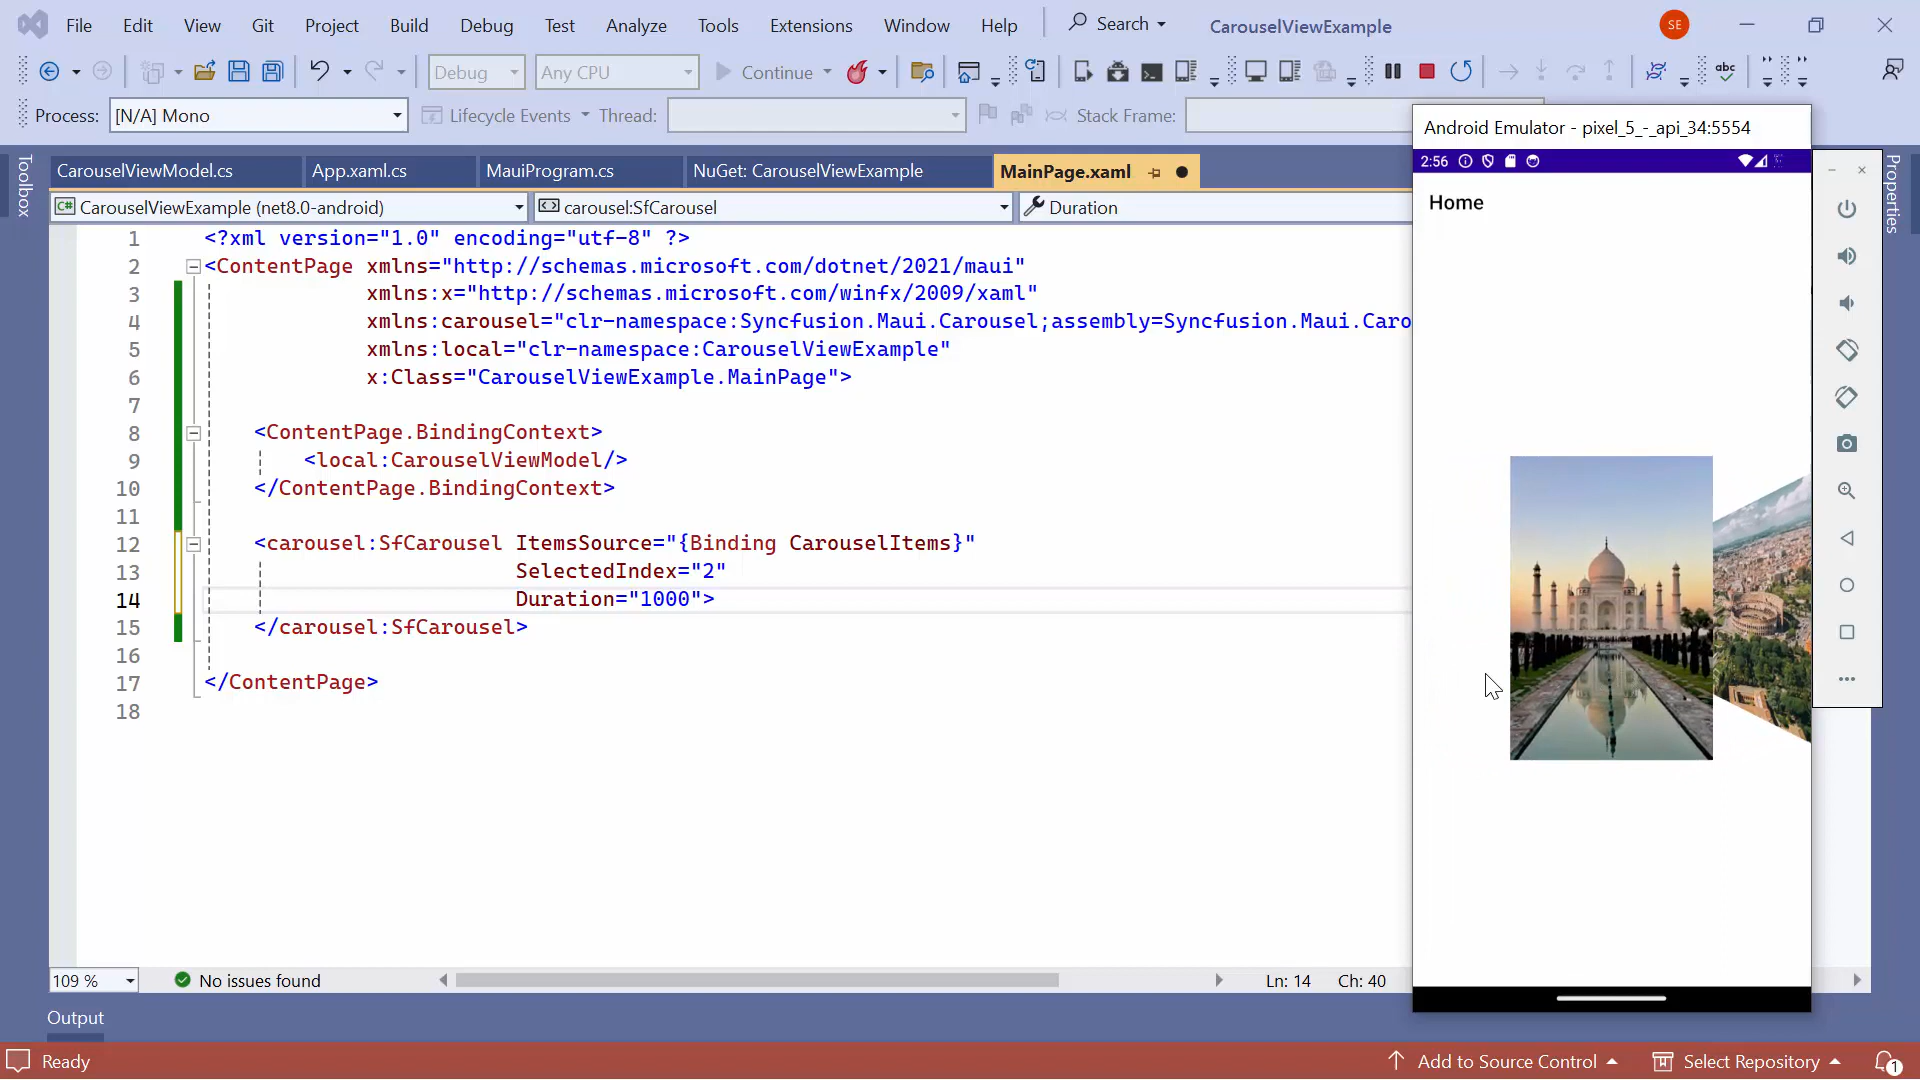 File Edit View Git Project Build Debug Test Analyze Tools Extensions Window Help Search CarouselViewExample SE
Debug Any CPU Continue abc
Process: [N/A] Mono Lifecycle Events Thread: Stack Frame:
Toolbox
CarouselViewModel.cs App.xaml.cs MauiProgram.cs NuGet: CarouselViewExample MainPage.xaml
C# CarouselViewExample (net8.0-android) carousel:SfCarousel Duration
1 <?xml version="1.0" encoding="utf-8" ?>
2 <ContentPage xmlns="http://schemas.microsoft.com/dotnet/2021/maui"
3 xmlns:x="http://schemas.microsoft.com/winfx/2009/xaml"
4 xmlns:carousel="clr-namespace:Syncfusion.Maui.Carousel;assembly=Syncfusion.Maui.Caro
5 xmlns:local="clr-namespace:CarouselViewExample"
6 x:Class="CarouselViewExample.MainPage">
7
8 <ContentPage.BindingContext>
9 <local:CarouselViewModel/>
10 </ContentPage.BindingContext>
11
12 <carousel:SfCarousel ItemsSource="{Binding CarouselItems}"
13 SelectedIndex="2"
14 Duration="1000">
15 </carousel:SfCarousel>
16
17 </ContentPage>
18
Android Emulator - pixel_5_-_api_34:5554
2:56
Home
Properties
109 % No issues found Ln: 14 Ch: 40
Output
Ready Add to Source Control Select Repository 1